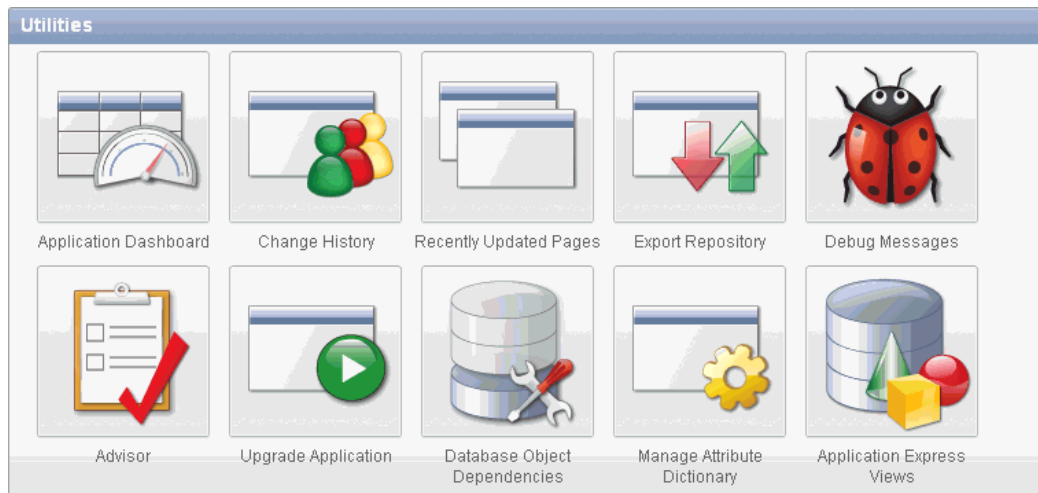 Utilities
Application Dashboard
Change History
Recently Updated Pages
Export Repository
Debug Messages
Advisor
Upgrade Application
Database Object
Dependencies
Manage Attribute
Dictionary
Application Express
Views